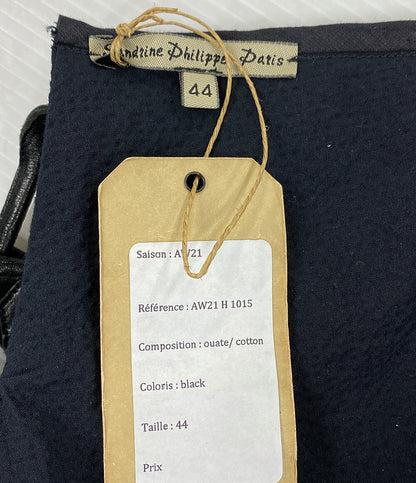 Sandrine Philippe Paris
44
Saison : AW21
Référence : AW21 H 1015
Composition : ouate/ cotton
Coloris : black
Taille : 44
Prix